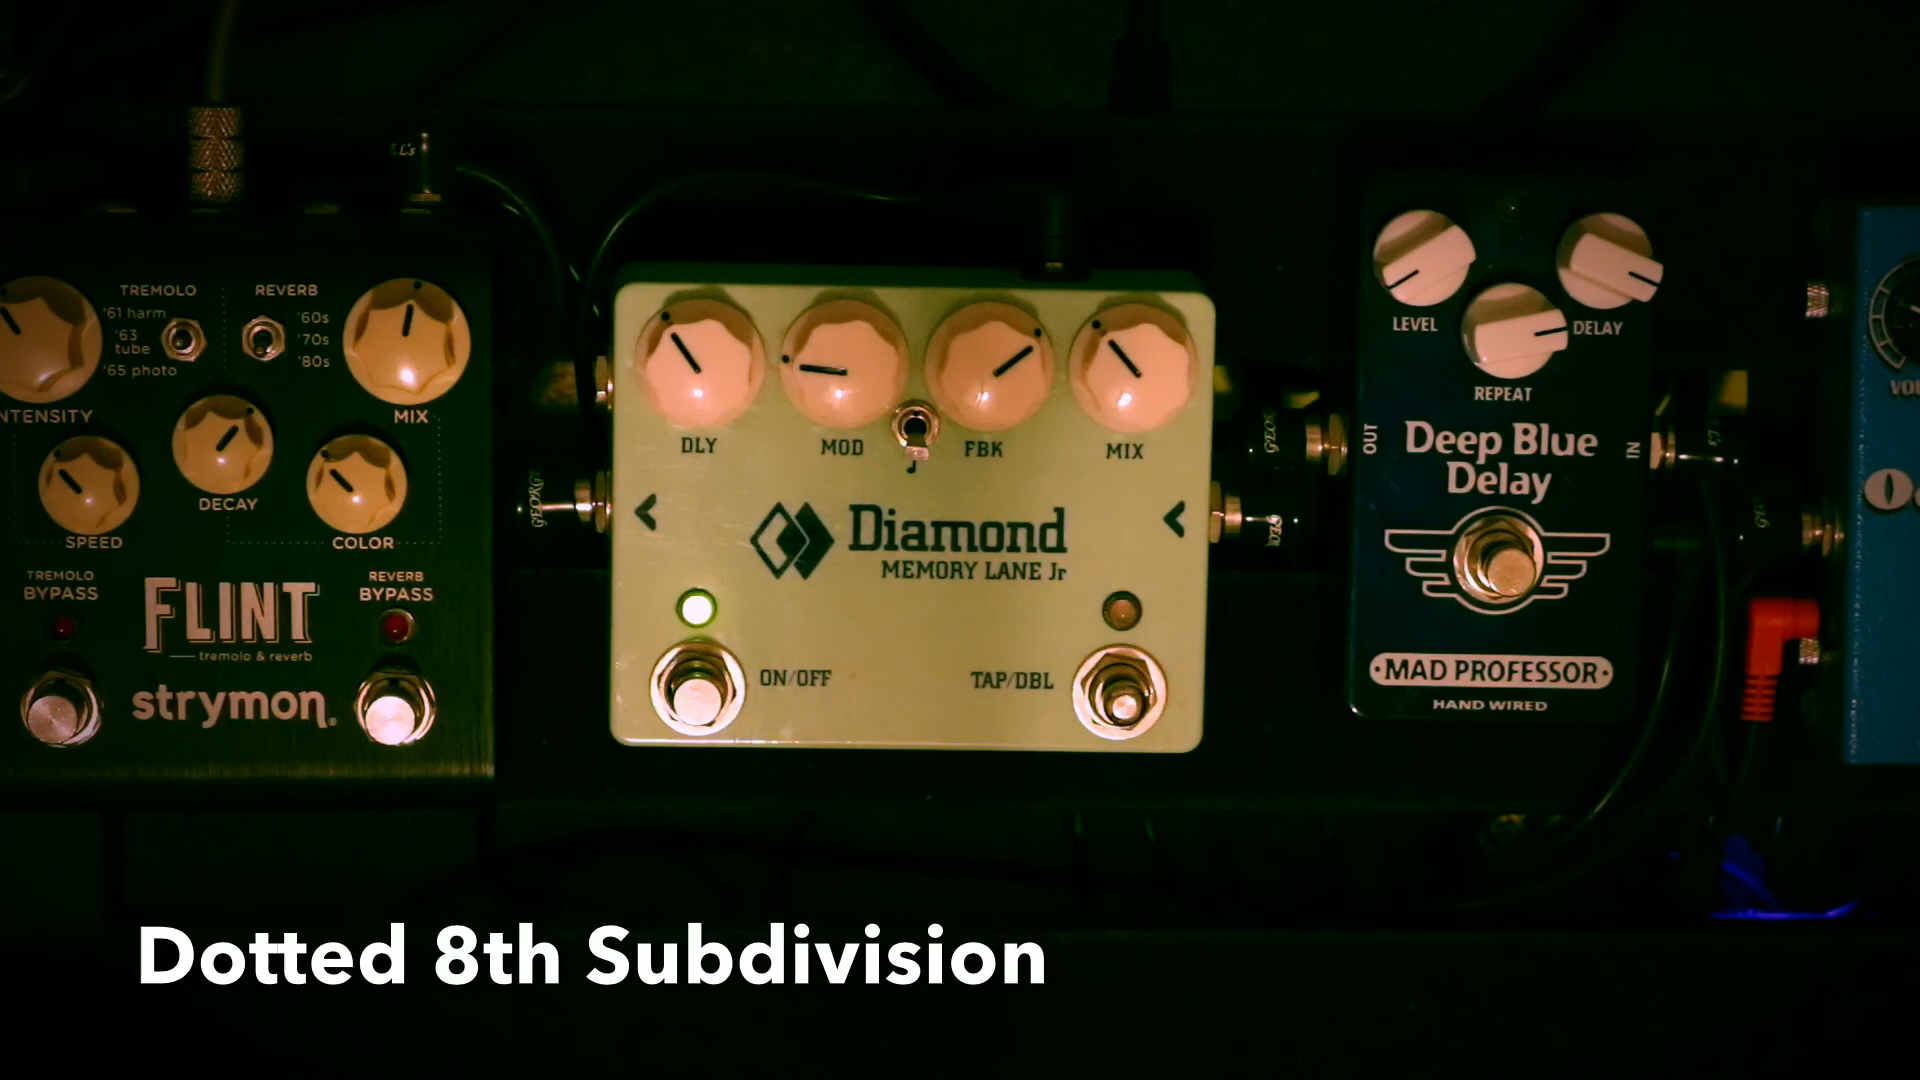 TREMOLO
'61 harm
'63
tube
'65 photo
REVERB
'60s
'70s
'80s
NTENSITY
MIX
DECAY
SPEED
COLOR
TREMOLO
BYPASS
REVERB
BYPASS
FLINT
tremolo & reverb
strymon
L's
GEORG
DLY
MOD
FBK
MIX
Diamond
MEMORY LANE Jr
ON/OFF
TAP/DBL
LEVEL
DELAY
REPEAT
OUT
IN
Deep Blue
Delay
MAD PROFESSOR
HAND WIRED
VOL
Dotted 8th Subdivision